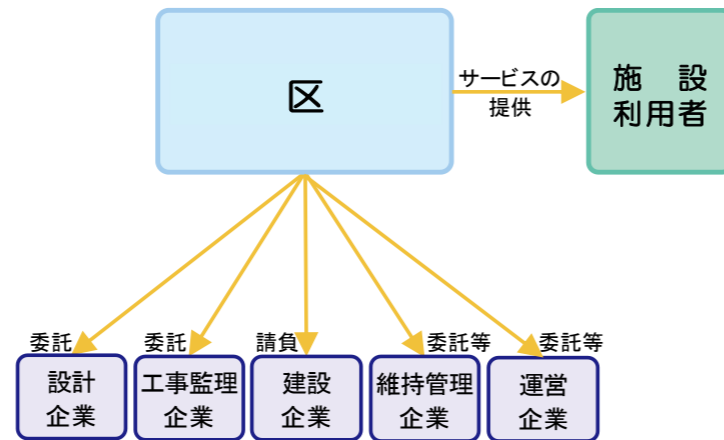 区
サービスの
提供
施 設
利用者
委託
委託
請負
委託等
委託等
設計
企業
工事監理
企業
建設
企業
維持管理
企業
運営
企業